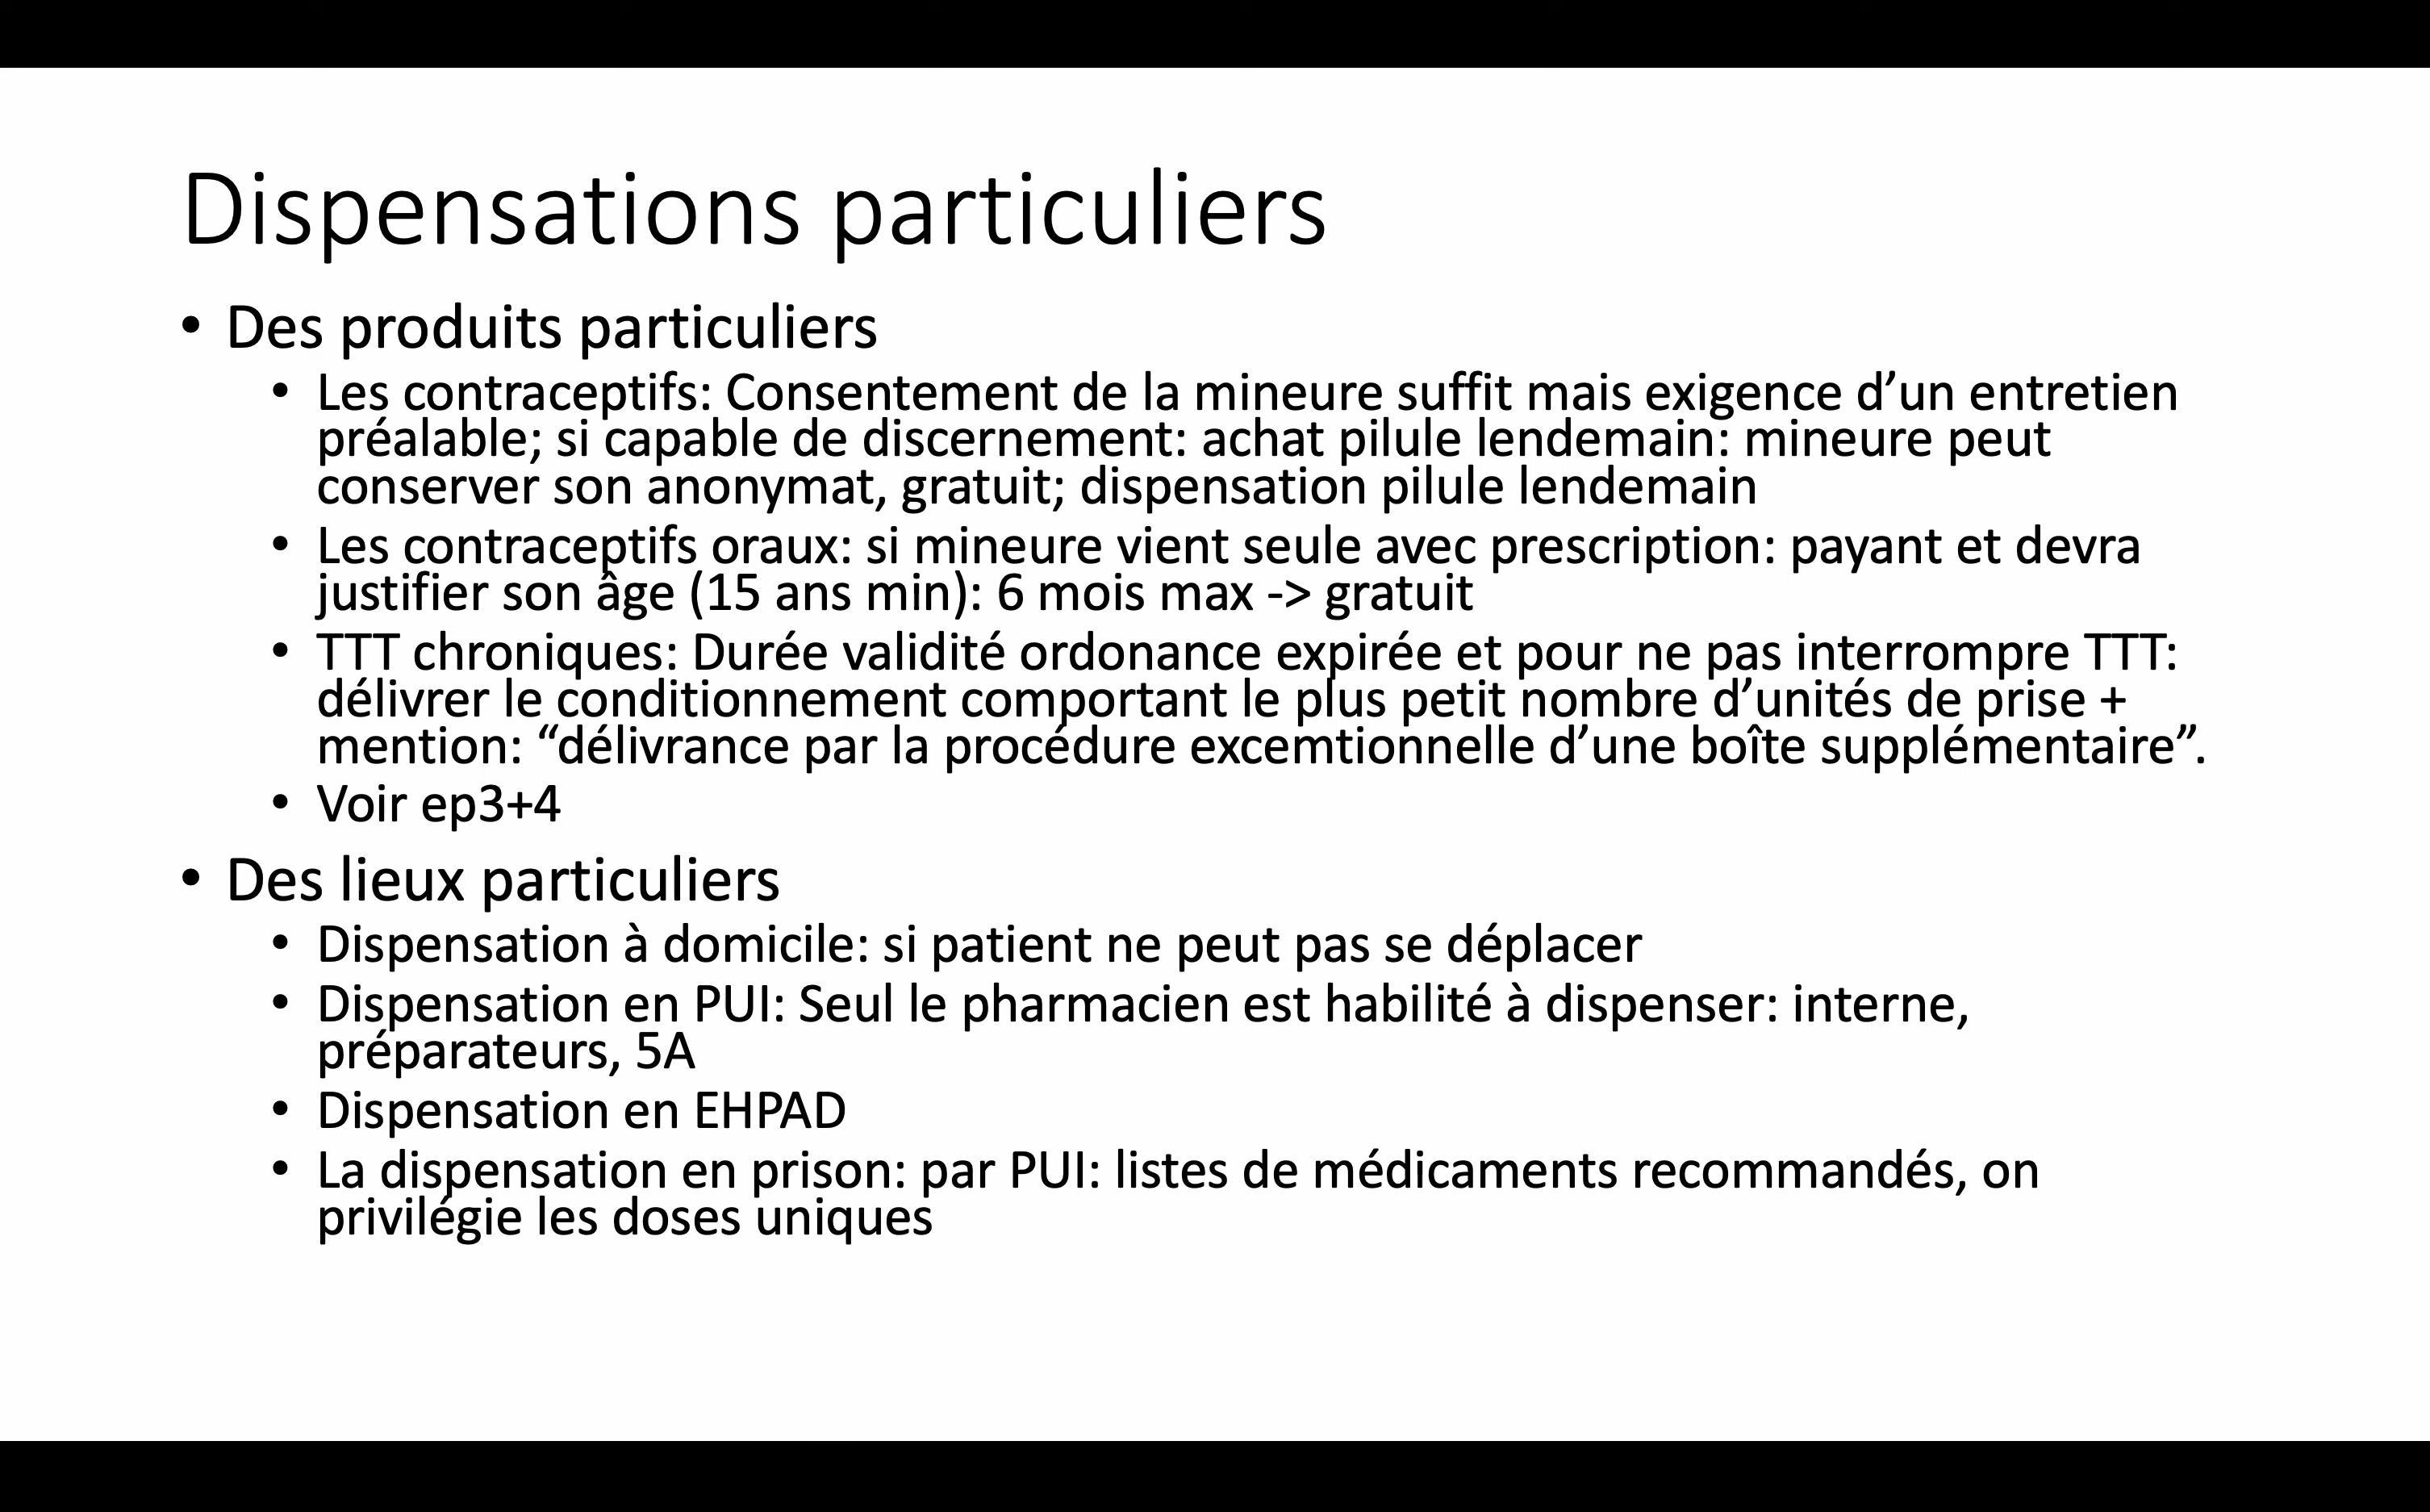 Dispensations particuliers
• Des produits particuliers
• Les contraceptifs: Consentement de la mineure suffit mais exigence d’un entretien
préalable; si capable de discernement: achat pilule lendemain: mineure peut
conserver son anonymat, gratuit; dispensation pilule lendemain
• Les contraceptifs oraux: si mineure vient seule avec prescription: payant et devra
justifier son âge (15 ans min): 6 mois max -> gratuit
• TTT chroniques: Durée validité ordonance expirée et pour ne pas interrompre TTT:
délivrer le conditionnement comportant le plus petit nombre d’unités de prise +
mention: “délivrance par la procédure excemtionnelle d’une boîte supplémentaire”.
• Voir ep3+4
• Des lieux particuliers
• Dispensation à domicile: si patient ne peut pas se déplacer
• Dispensation en PUI: Seul le pharmacien est habilité à dispenser: interne,
préparateurs, 5A
• Dispensation en EHPAD
• La dispensation en prison: par PUI: listes de médicaments recommandés, on
privilégie les doses uniques